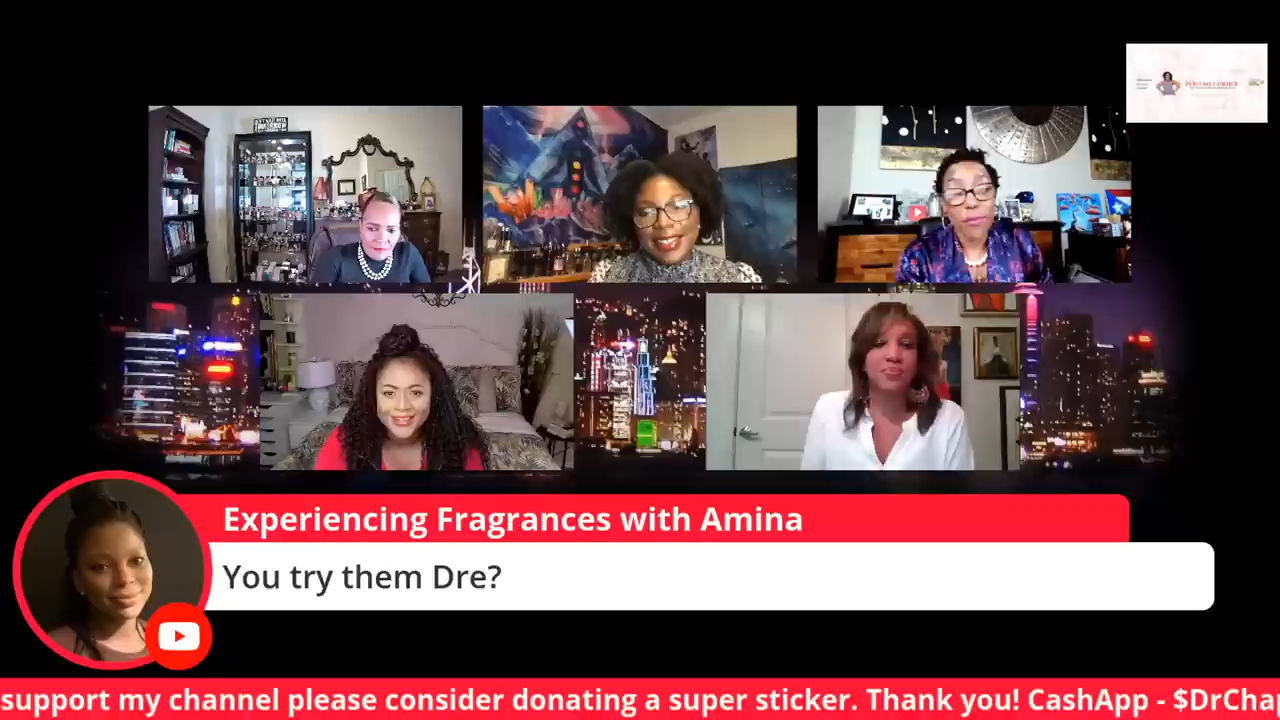 Experiencing Fragrances with Amina
You try them Dre?
support my channel please consider donating a super sticker. Thank you! CashApp - $DrCha